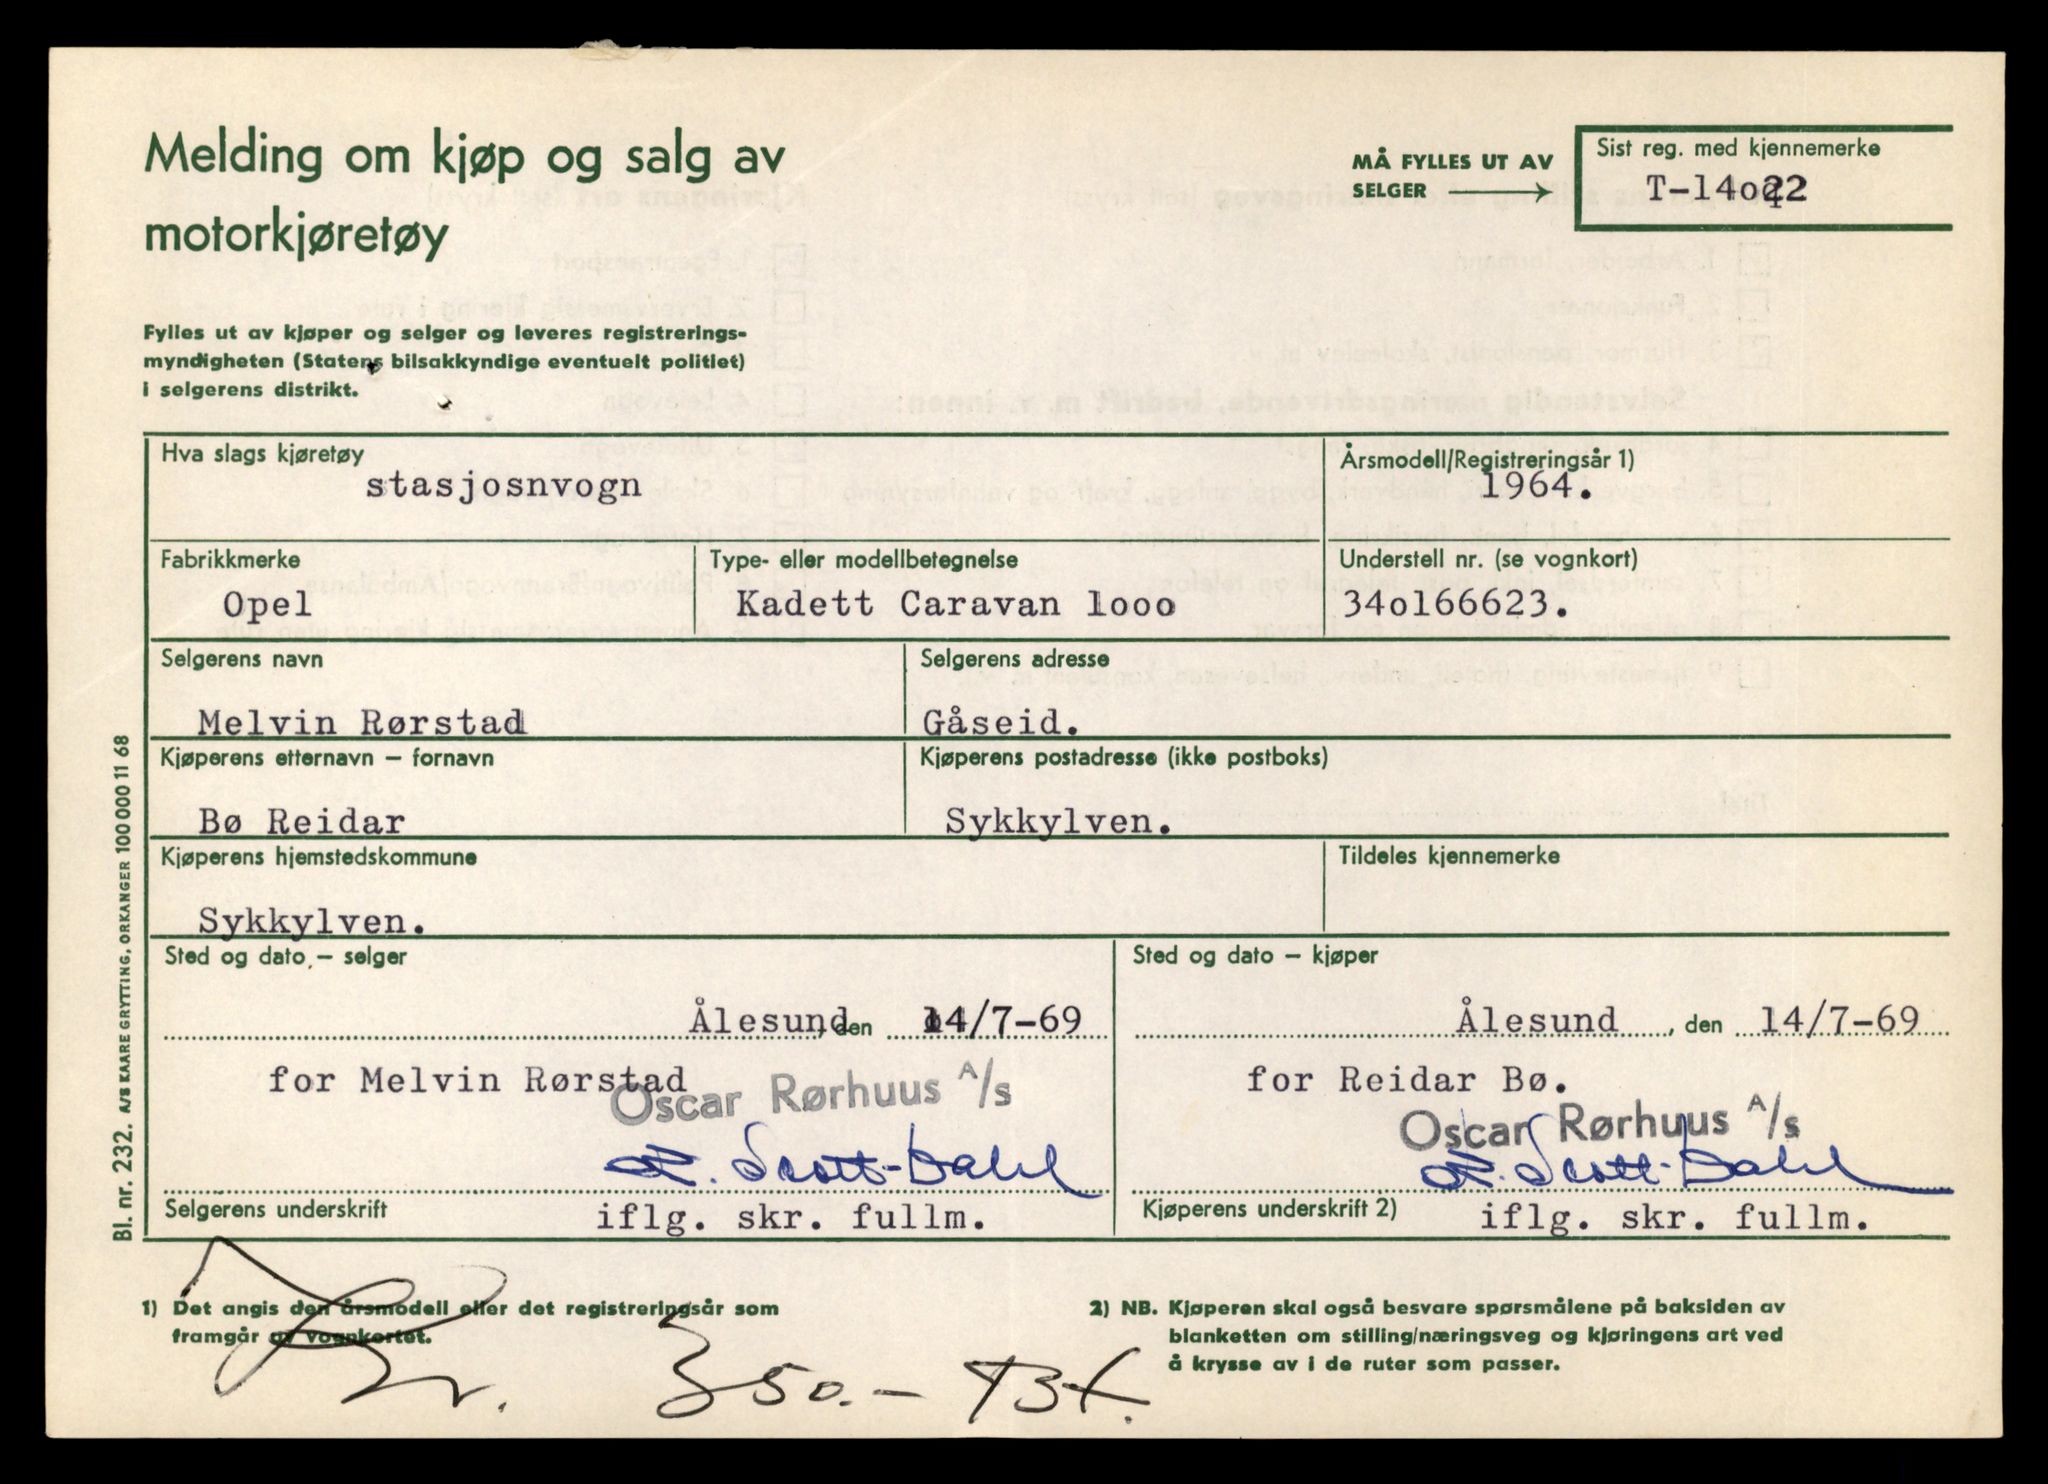 Melding om kjøp og salg av
motorkjøretøy
MÅ FYLLES UT AV
SELGER
Sist reg. med kjennemerke
T-14o22
Fylles ut av kjøper og selger og leveres registrerings-
myndigheten (Statens bilsakkyndige eventuelt politiet)
i selgerens distrikt.
Hva slags kjøretøy
stasjosnvogn
Årsmodell/Registreringsår 1)
1964.
Fabrikkmerke
Opel
Type- eller modellbetegnelse
Kadett Caravan looo
Understell nr. (se vognkort)
34o166623.
Selgerens navn
Melvin Rørstad
Selgerens adresse
Gåseid.
Kjøperens etternavn – fornavn
Bø Reidar
Kjøperens postadresse (ikke postboks)
Sykkylven.
Kjøperens hjemstedskommune
Sykkylven.
Tildeles kjennemerke
Sted og dato – selger
Ålesund, den 14/7-69
for Melvin Rørstad
Oscar Rørhuus A/s
R. Scott-Dahl
Selgerens underskrift
iflg. skr. fullm.
Sted og dato – kjøper
Ålesund, den 14/7-69
for Reidar Bø.
Oscar Rørhuus A/s
R. Scott-Dahl
Kjøperens underskrift 2)
iflg. skr. fullm.
1) Det angis den årsmodell eller det registreringsår som
framgår av vognkortet.
2) NB. Kjøperen skal også besvare spørsmålene på baksiden av
blanketten om stilling/næringsveg og kjøringens art ved
å krysse av i de ruter som passer.
Kr. 350.-
Bl. nr. 232. A/S KAARE GRYTTING, ORKANGER 100 000 11 68